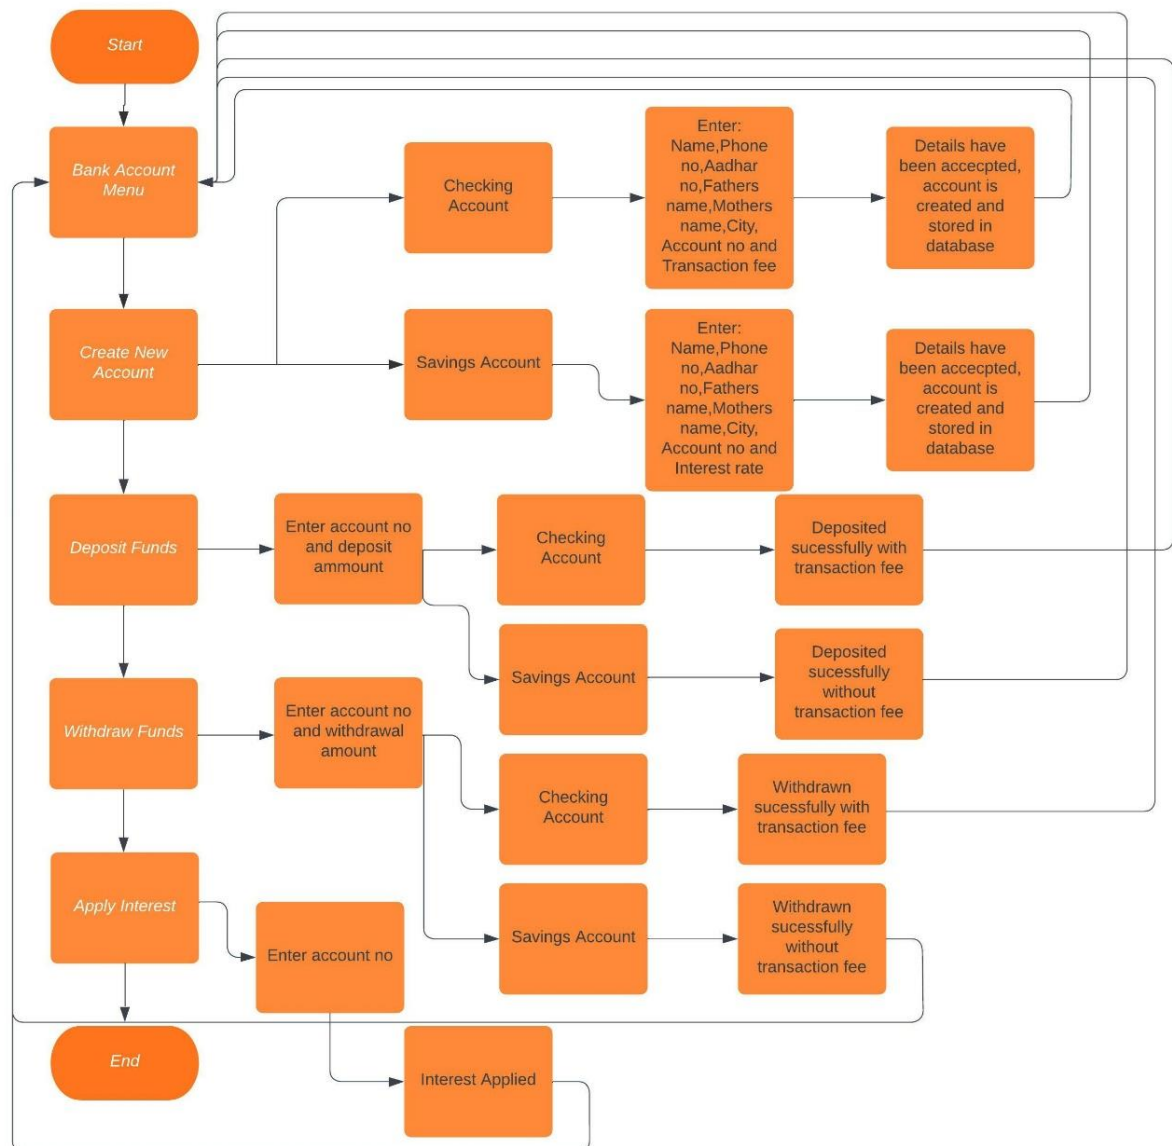 Start
Bank Account
Menu
Checking
Account
Enter:
Name,Phone
no,Aadhar
no,Fathers
name,Mothers
name,City,
Account no and
Transaction fee
Details have
been accecpted,
account is
created and
stored in
database
Create New
Account
Savings Account
Enter:
Name,Phone
no,Aadhar
no,Fathers
name,Mothers
name,City,
Account no and
Interest rate
Details have
been accecpted,
account is
created and
stored in
database
Deposit Funds
Enter account no
and deposit
ammount
Checking
Account
Deposited
sucessfully with
transaction fee
Savings Account
Deposited
sucessfully
without
transaction fee
Withdraw Funds
Enter account no
and withdrawal
amount
Checking
Account
Withdrawn
sucessfully with
transaction fee
Savings Account
Withdrawn
sucessfully
without
transaction fee
Apply Interest
Enter account no
Interest Applied
End